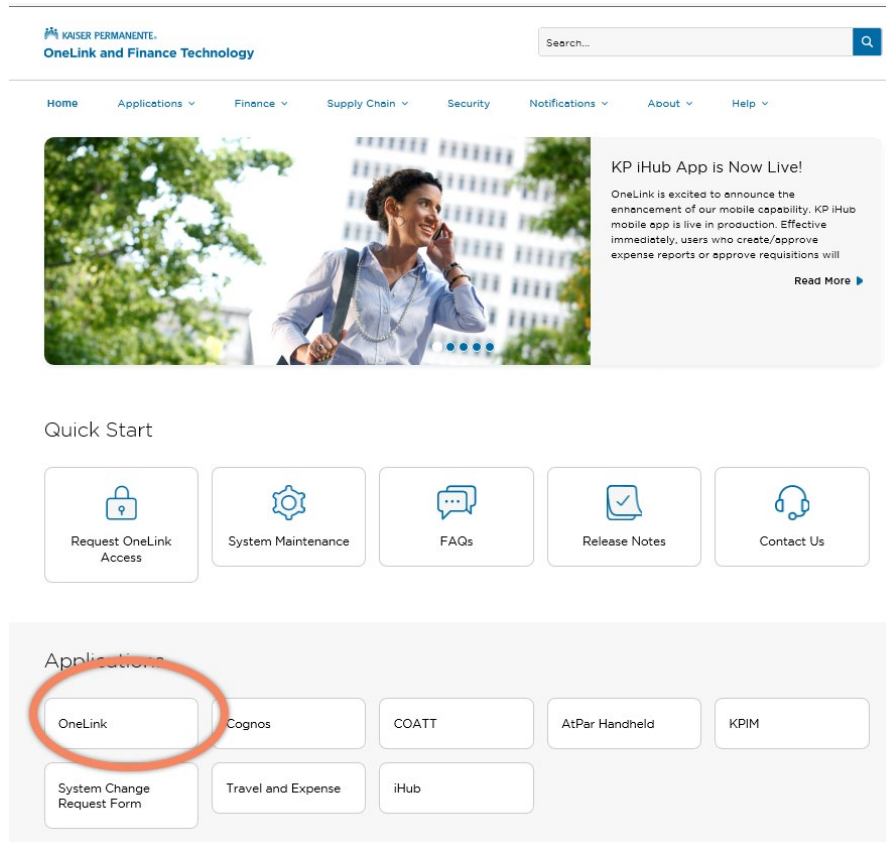 KAISER PERMANENTE®
OneLink and Finance Technology
Search...
Home Applications Finance Supply Chain Security Notifications About Help
KP iHub App is Now Live!
OneLink is excited to announce the
enhancement of our mobile capability. KP iHub
mobile app is live in production. Effective
immediately, users who create/approve
expense reports or approve requisitions will
Read More
Quick Start
Request OneLink
Access
System Maintenance
FAQs
Release Notes
Contact Us
Applications
OneLink
Cognos
COATT
AtPar Handheld
KPIM
System Change
Request Form
Travel and Expense
iHub